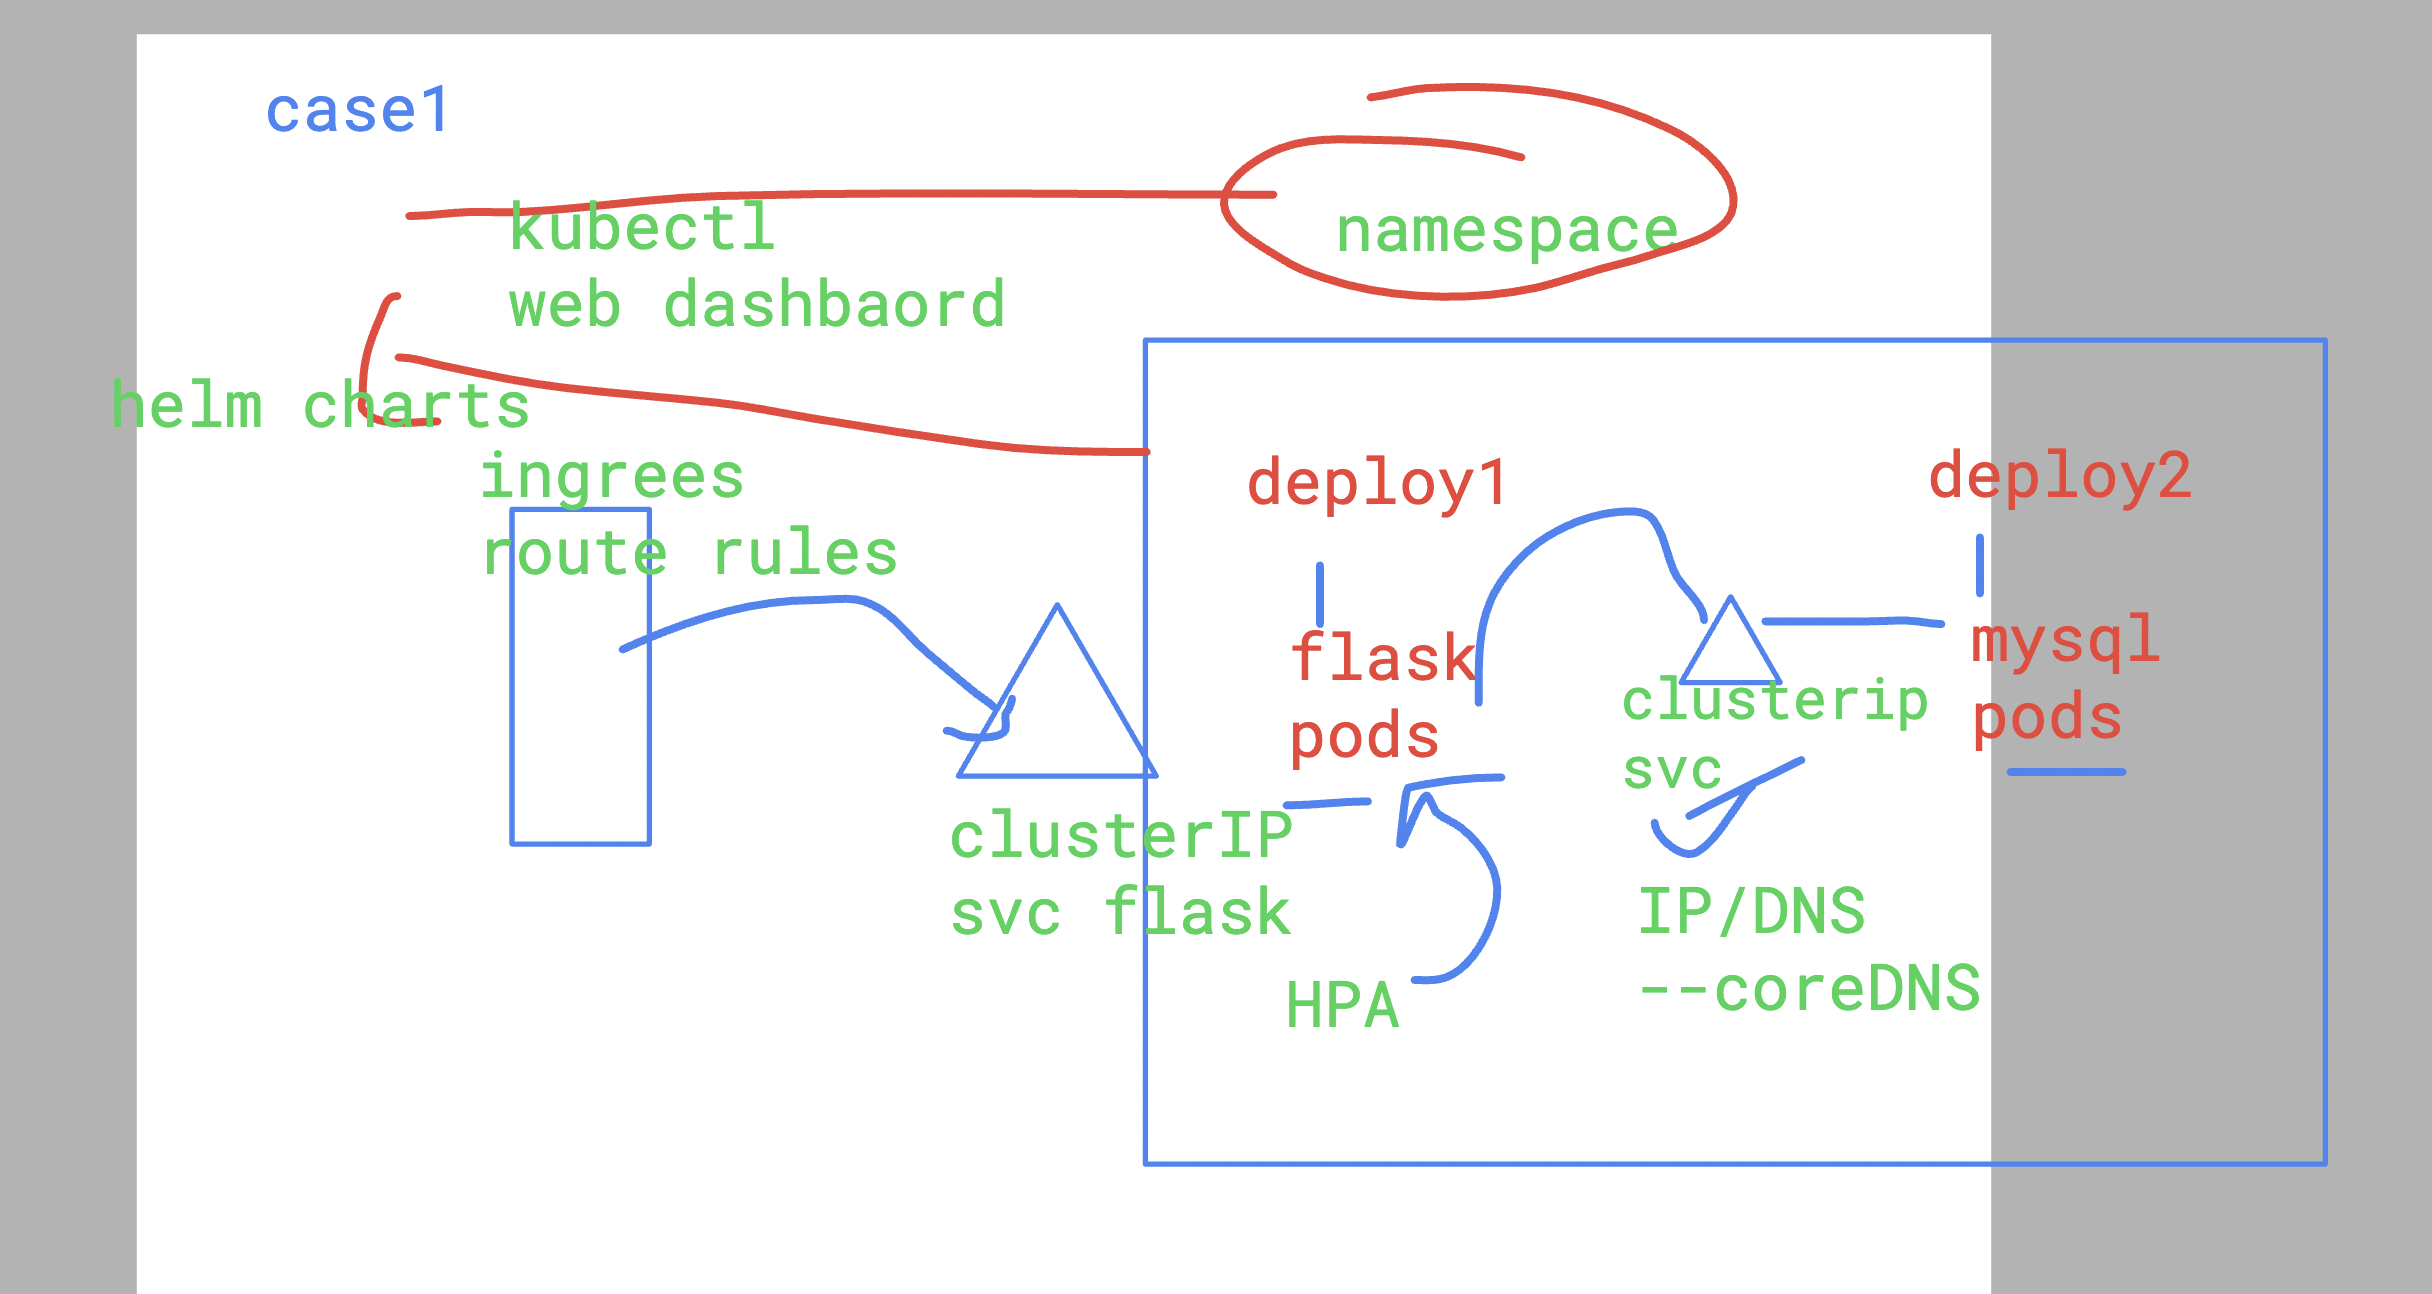 case1
kubectl
web dashbaord
namespace
helm charts
ingrees
route rules
deploy1
flask
pods
deploy2
mysql
pods
clusterip
svc
clusterIP
svc flask
IP/DNS
--coreDNS
HPA